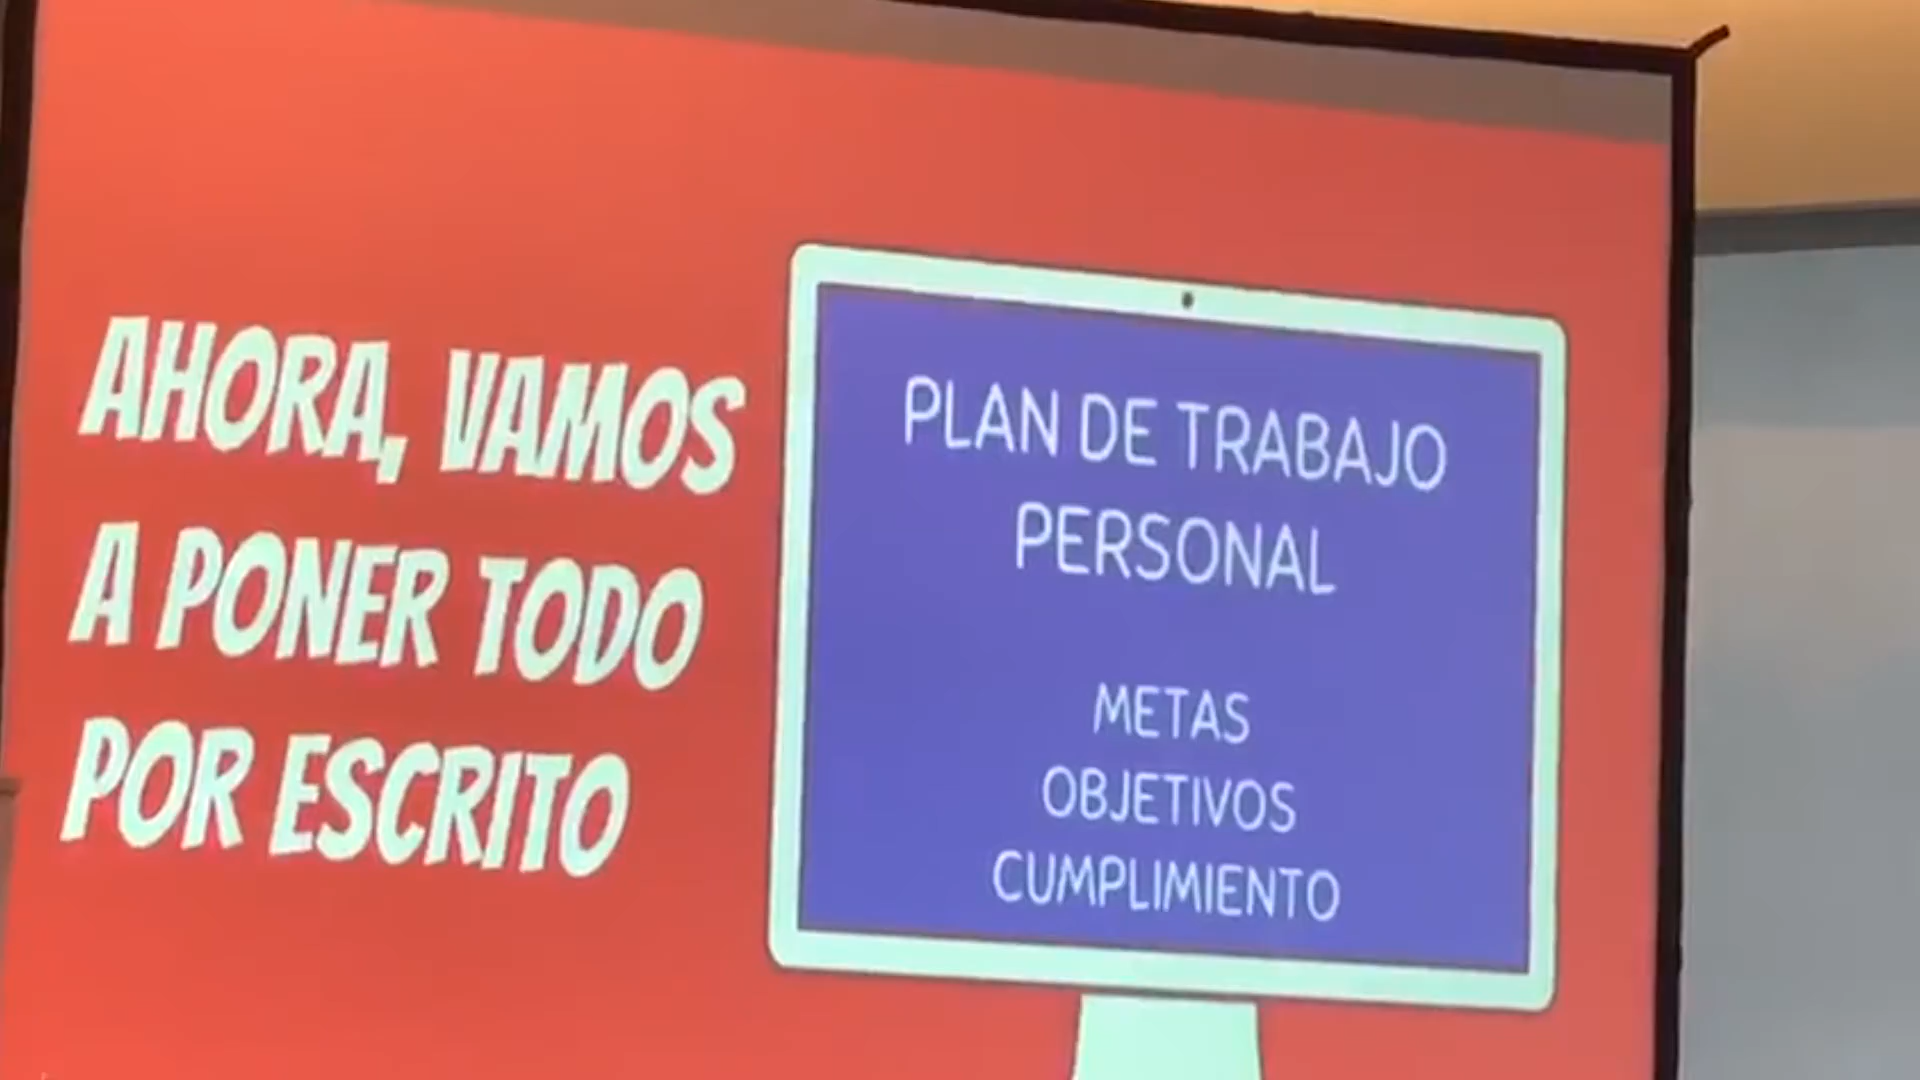 AHORA, VAMOS
A PONER TODO
POR ESCRITO
PLAN DE TRABAJO
PERSONAL
METAS
OBJETIVOS
CUMPLIMIENTO